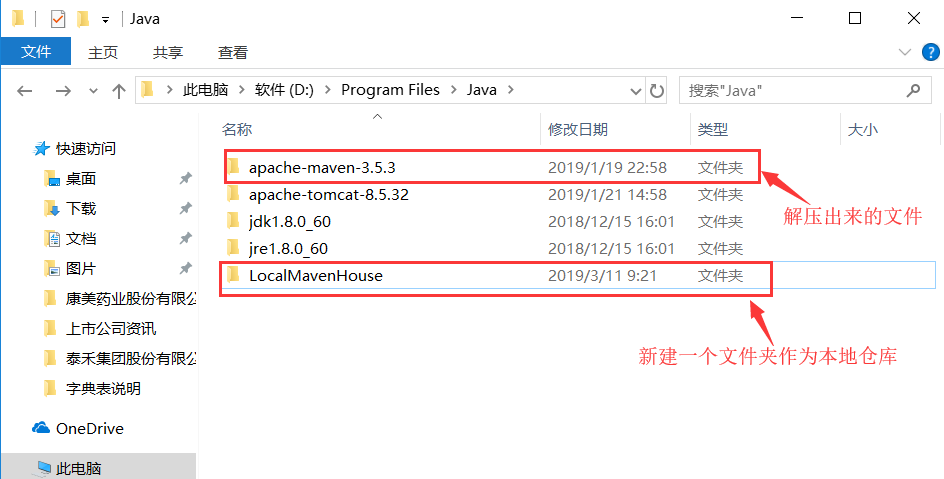 Java
文件 主页 共享 查看
此电脑 软件 (D:) Program Files Java 搜索"Java"
名称 修改日期 类型 大小
快速访问
桌面
下载
文档
图片
康美药业股份有限公
上市公司资讯
泰禾集团股份有限公
字典表说明
OneDrive
此电脑
apache-maven-3.5.3 2019/1/19 22:58 文件夹
apache-tomcat-8.5.32 2019/1/21 14:58 文件夹
jdk1.8.0_60 2018/12/15 16:01 文件夹
jre1.8.0_60 2018/12/15 16:01 文件夹
LocalMavenHouse 2019/3/11 9:21 文件夹
解压出来的文件
新建一个文件夹作为本地仓库